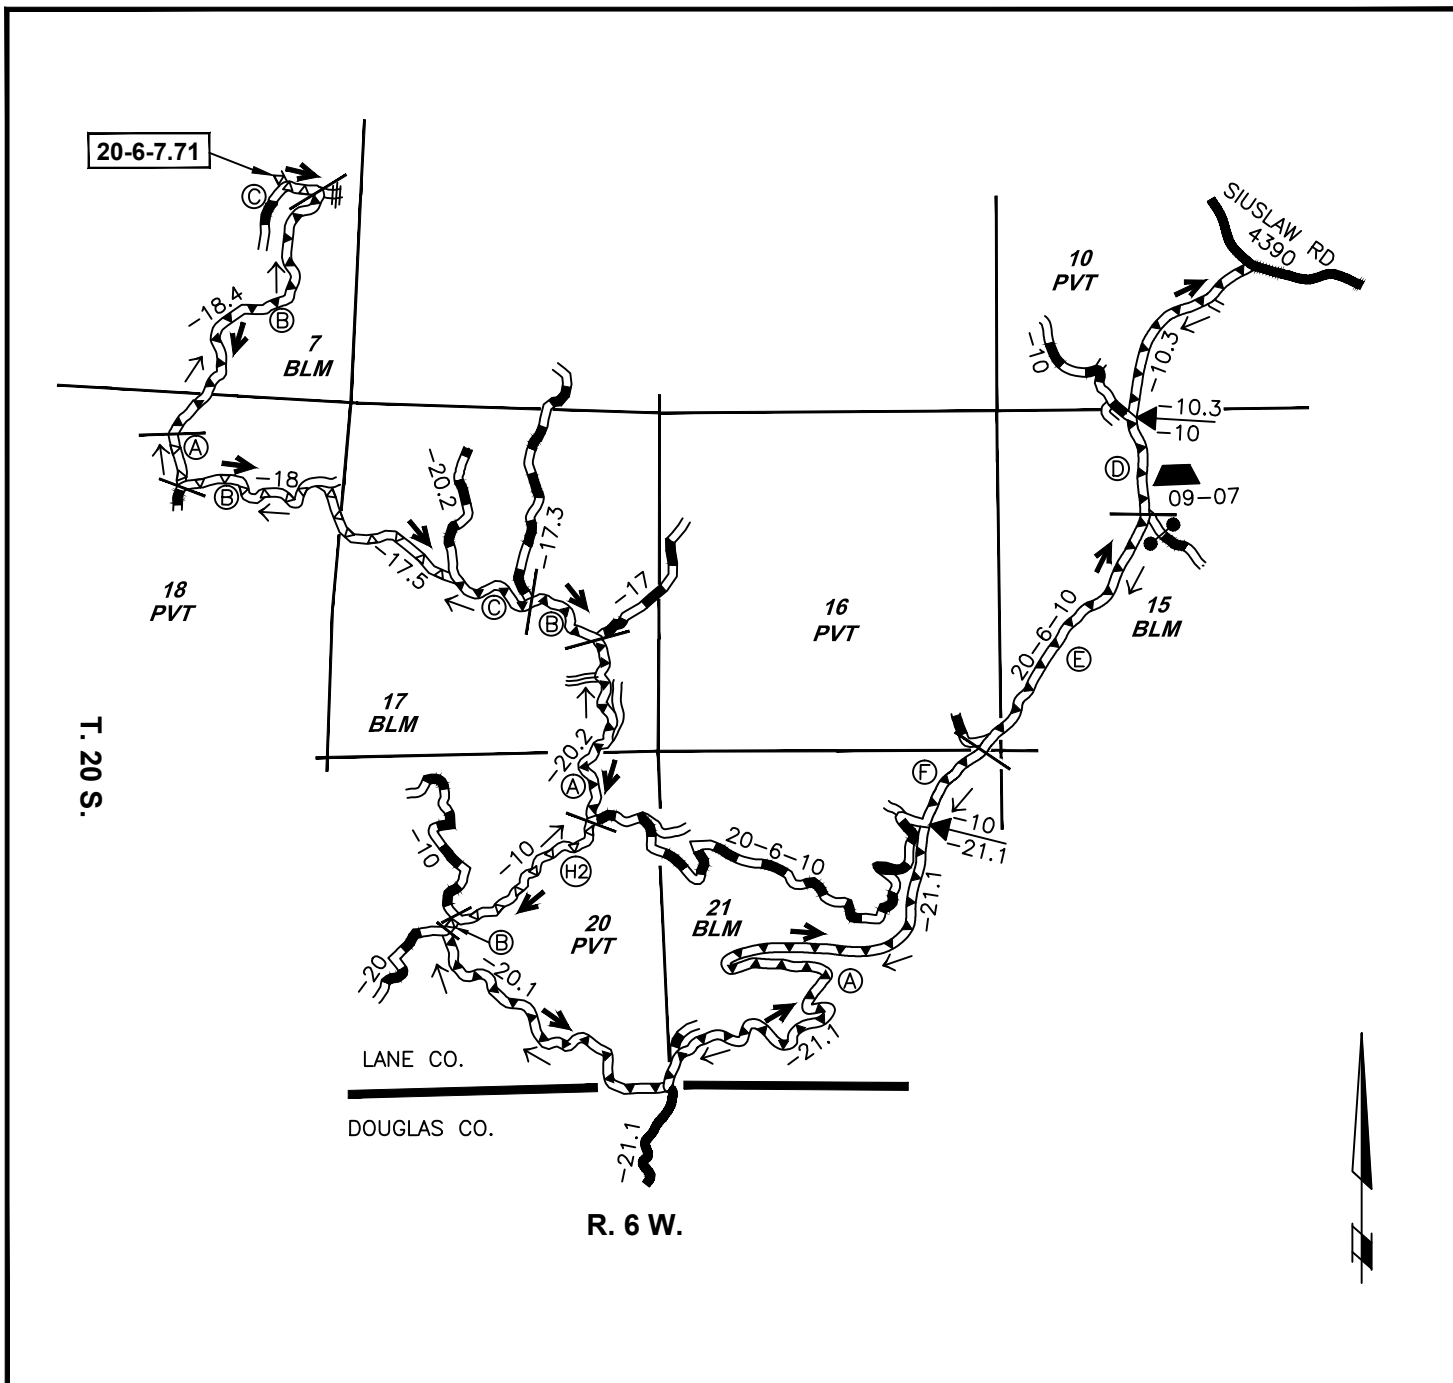 20-6-7.71
C
SIUSLAW RD
4390
10
PVT
-18.4
B
7
BLM
-10
-10.3
-10.3
-10
A
D
09-07
-18
B
-20.2
-17.3
-17.5
C
B
-17
18
PVT
16
PVT
15
BLM
20-6-10
E
17
BLM
T. 20 S.
-20.2
A
F
-10
-21.1
-10
-10
H2
20-6-10
-21.1
21
BLM
20
PVT
B
-20
-20.1
A
-21.1
LANE CO.
DOUGLAS CO.
-21.1
R. 6 W.